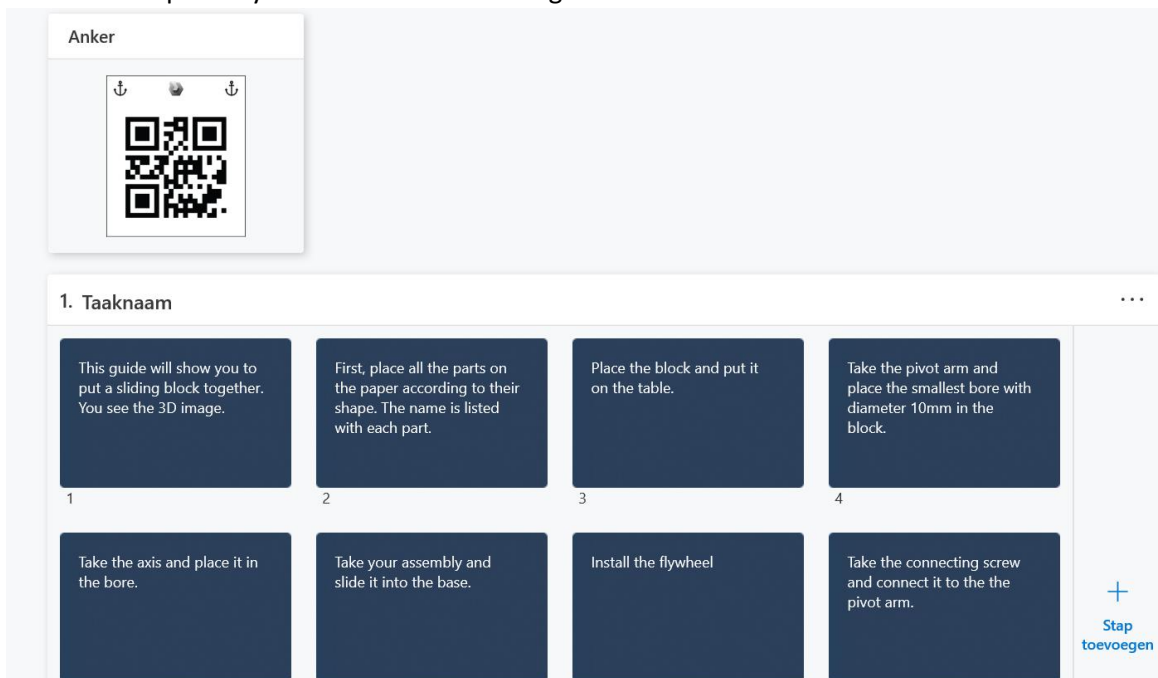 Anker
1. Taaknaam
...
This guide will show you to
put a sliding block together.
You see the 3D image.
1
First, place all the parts on
the paper according to their
shape. The name is listed
with each part.
2
Place the block and put it
on the table.
3
Take the pivot arm and
place the smallest bore with
diameter 10mm in the
block.
4
Take the axis and place it in
the bore.
Take your assembly and
slide it into the base.
Install the flywheel
Take the connecting screw
and connect it to the the
pivot arm.
+
Stap
toevoegen